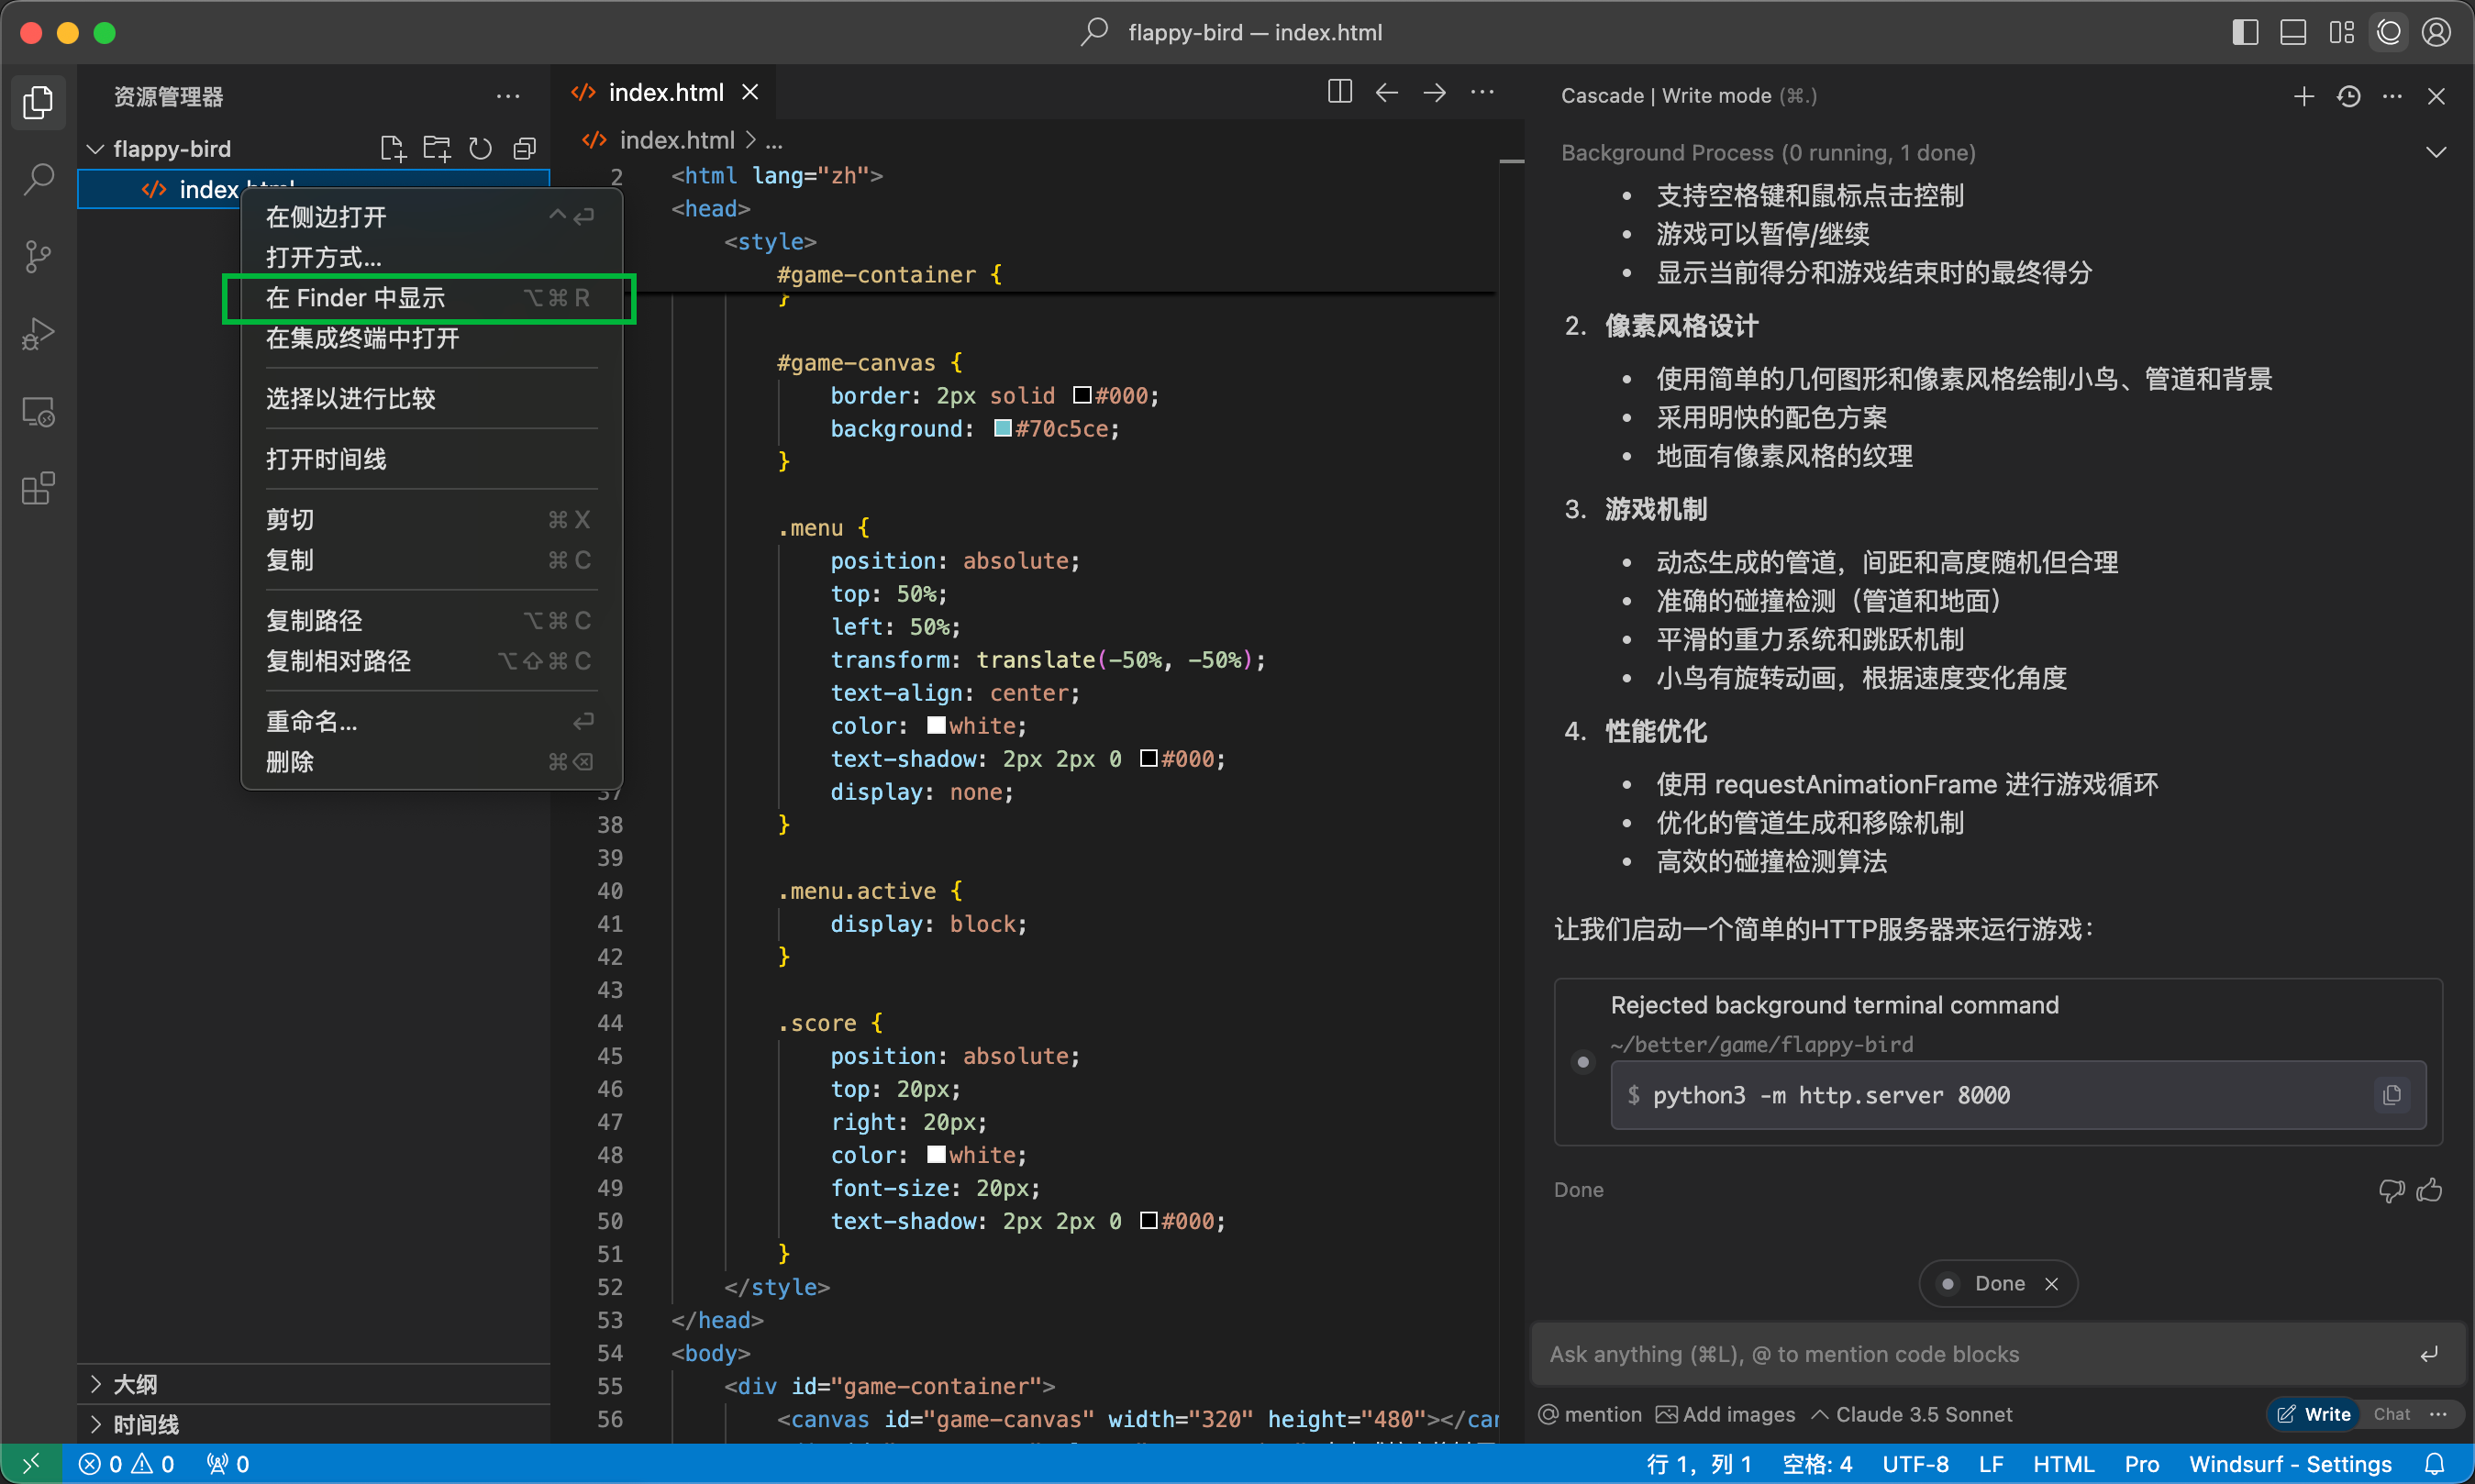 flappy-bird — index.html
资源管理器
flappy-bird
index.html
在侧边打开 ^
打开方式...
在 Finder 中显示 ⌥⌘R
在集成终端中打开
选择以进行比较
打开时间线
剪切 ⌘X
复制 ⌘C
复制路径 ⌥⌘C
复制相对路径 ⌥⇧⌘C
重命名...
删除 ⌘⌫
大纲
时间线
index.html
index.html > ...
2 <html lang="zh">
<head>
<style>
#game-container {
}
#game-canvas {
border: 2px solid #000;
background: #70c5ce;
}
.menu {
position: absolute;
top: 50%;
left: 50%;
transform: translate(-50%, -50%);
text-align: center;
color: white;
text-shadow: 2px 2px 0 #000;
37 display: none;
38 }
39
40 .menu.active {
41 display: block;
42 }
43
44 .score {
45 position: absolute;
46 top: 20px;
47 right: 20px;
48 color: white;
49 font-size: 20px;
50 text-shadow: 2px 2px 0 #000;
51 }
52 </style>
53 </head>
54 <body>
55 <div id="game-container">
56 <canvas id="game-canvas" width="320" height="480"></car
Cascade | Write mode (⌘.)
Background Process (0 running, 1 done)
• 支持空格键和鼠标点击控制
• 游戏可以暂停/继续
• 显示当前得分和游戏结束时的最终得分
2. 像素风格设计
• 使用简单的几何图形和像素风格绘制小鸟、管道和背景
• 采用明快的配色方案
• 地面有像素风格的纹理
3. 游戏机制
• 动态生成的管道，间距和高度随机但合理
• 准确的碰撞检测（管道和地面）
• 平滑的重力系统和跳跃机制
• 小鸟有旋转动画，根据速度变化角度
4. 性能优化
• 使用 requestAnimationFrame 进行游戏循环
• 优化的管道生成和移除机制
• 高效的碰撞检测算法
让我们启动一个简单的HTTP服务器来运行游戏：
Rejected background terminal command
~/better/game/flappy-bird
$ python3 -m http.server 8000
Done
Done
Ask anything (⌘L), @ to mention code blocks
@ mention Add images Claude 3.5 Sonnet
Write Chat
0 0 0
行 1，列 1 空格: 4 UTF-8 LF HTML Pro Windsurf - Settings